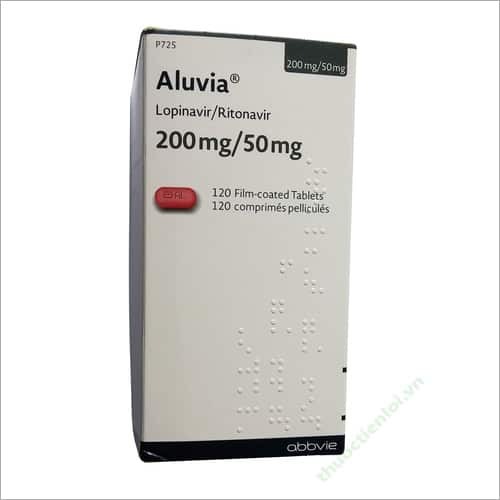 P725
200 mg/50 mg
Aluvia®
Lopinavir/Ritonavir
200 mg/50 mg
120 Film-coated Tablets
120 comprimés pelliculés
abbvie
thuoctientoi.vn